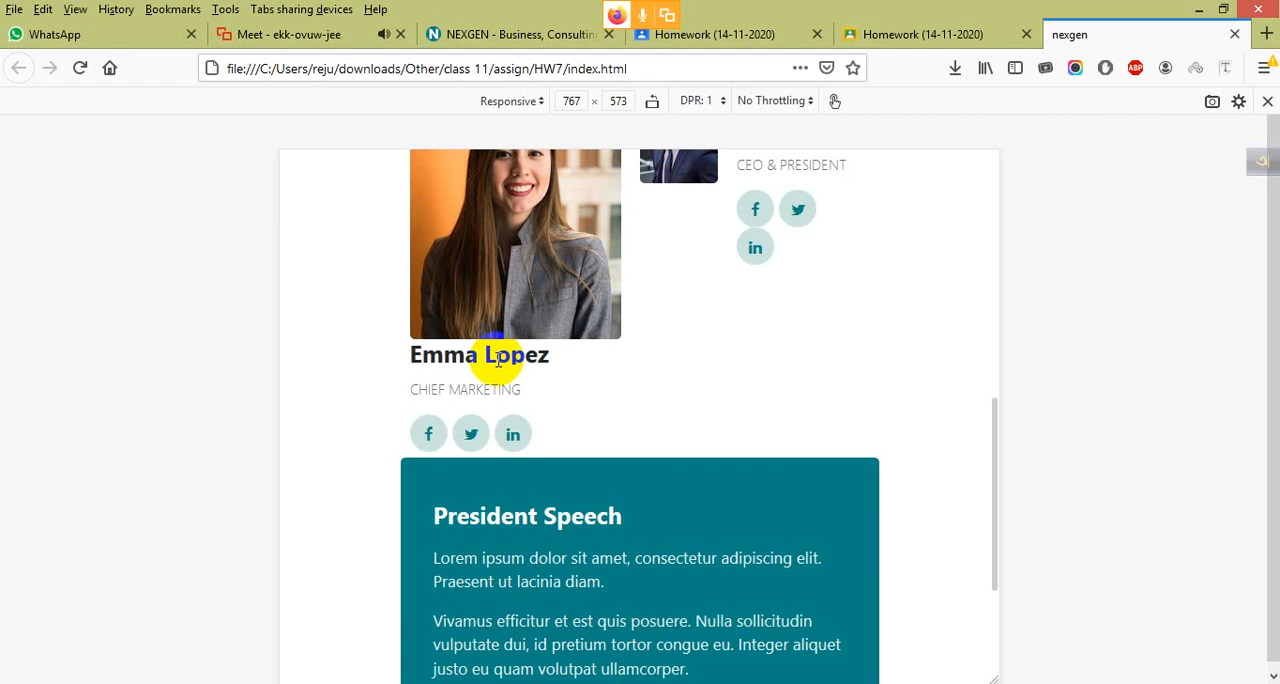 File Edit View History Bookmarks Tools Tabs sharing devices Help
WhatsApp
Meet - ekk-ovuw-jee
NEXGEN - Business, Consulting
Homework (14-11-2020)
Homework (14-11-2020)
nexgen
file:///C:/Users/reju/downloads/Other/class 11/assign/HW7/index.html
ABP
Responsive 767 × 573 DPR: 1 No Throttling
CEO & PRESIDENT
f
in
Emma Lopez
CHIEF MARKETING
f in
President Speech
Lorem ipsum dolor sit amet, consectetur adipiscing elit.
Praesent ut lacinia diam.
Vivamus efficitur et est quis posuere. Nulla sollicitudin
vulputate dui, id pretium tortor congue eu. Integer aliquet
justo eu quam volutpat ullamcorper.